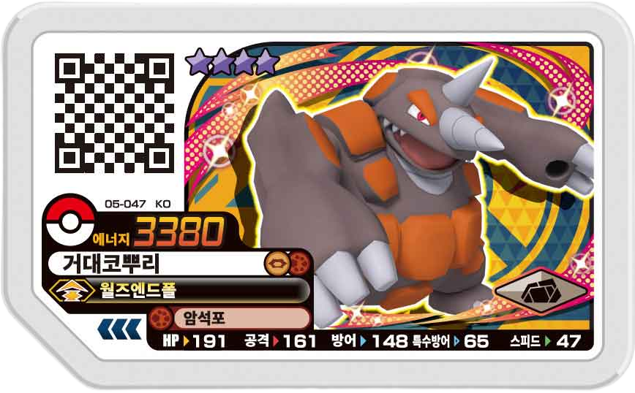 05-047 KO
에너지 3380
거대코뿌리
월즈엔드폴
암석포
HP 191 공격 161 방어 148 특수방어 65 스피드 47